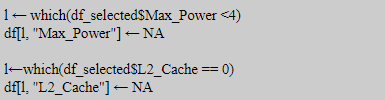 l ← which(df_selected$Max_Power <4)
df[l, "Max_Power"] ← NA
l←which(df_selected$L2_Cache == 0)
df[l, "L2_Cache"] ← NA